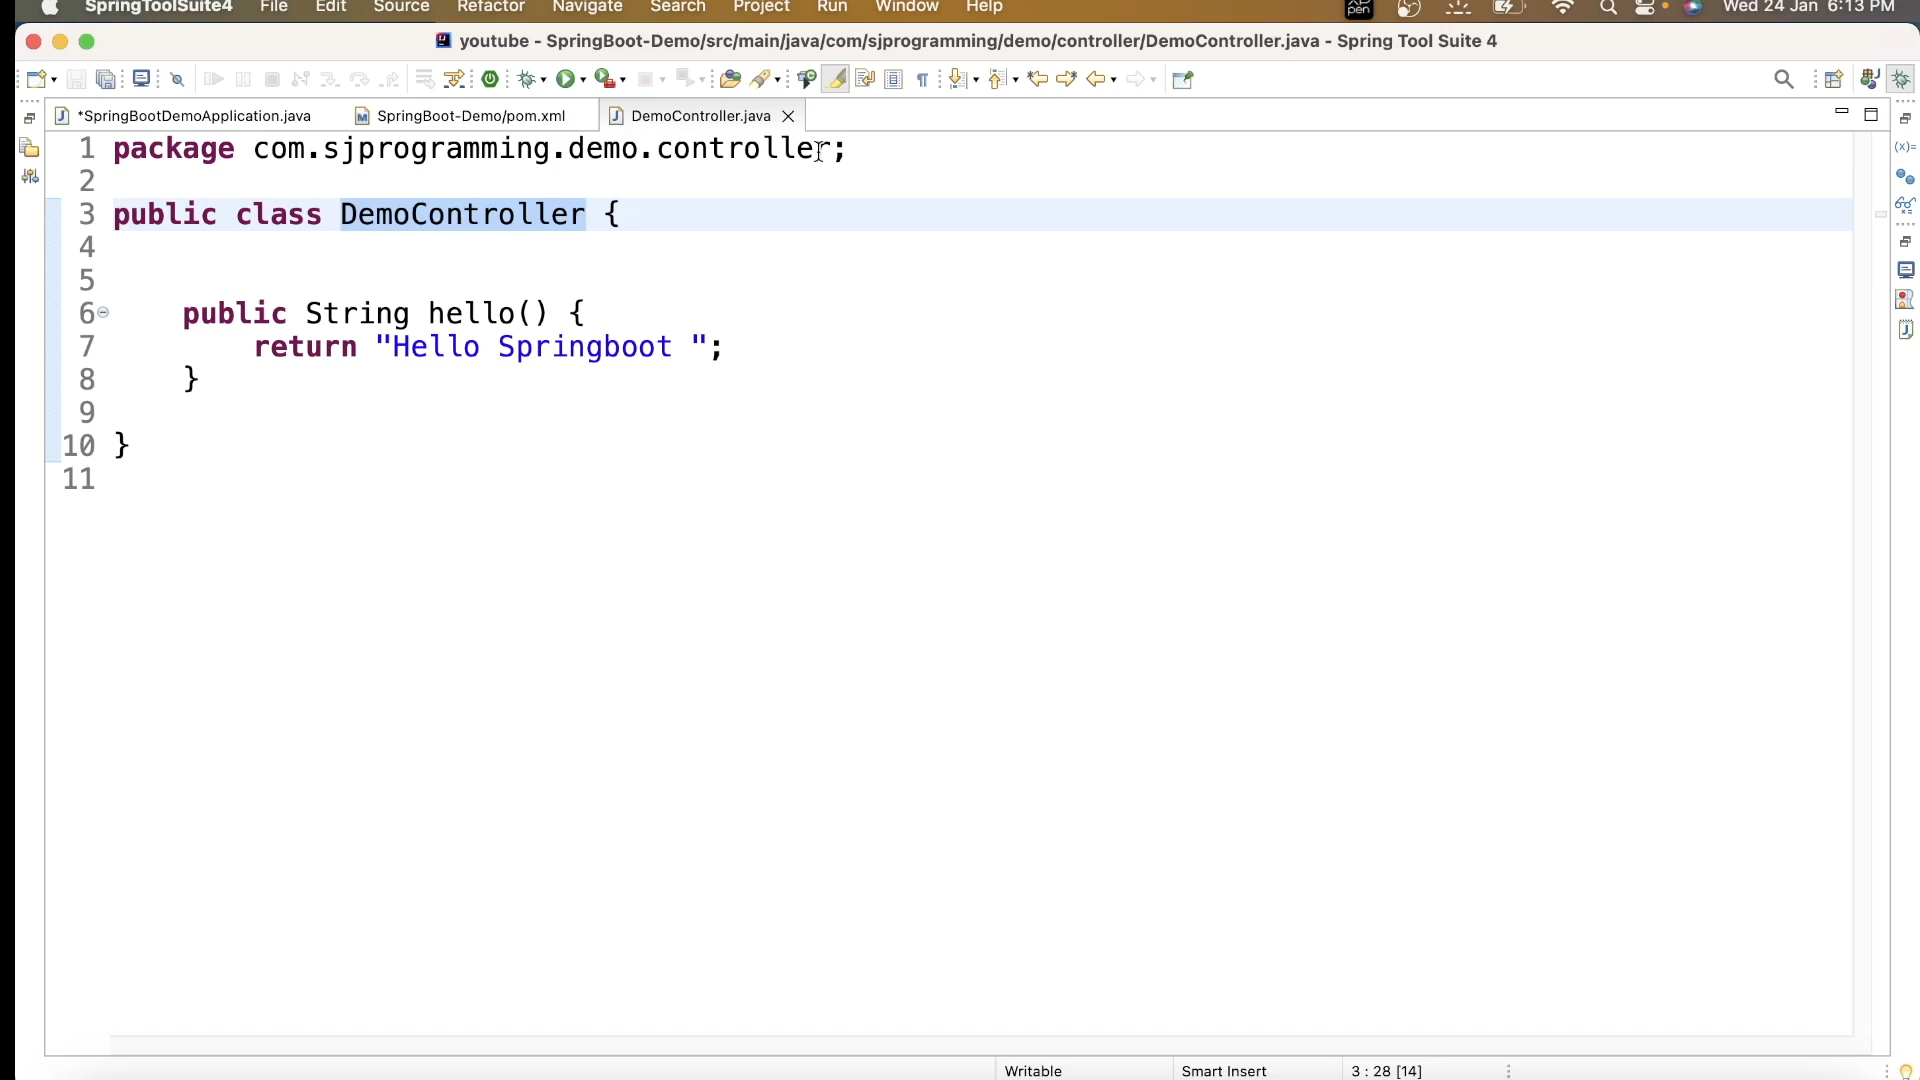 SpringToolSuite4 File Edit Source Refactor Navigate Search Project Run Window Help pen Wed 24 Jan 6:13 PM
youtube - SpringBoot-Demo/src/main/java/com/sjprogramming/demo/controller/DemoController.java - Spring Tool Suite 4
*SpringBootDemoApplication.java SpringBoot-Demo/pom.xml DemoController.java
1 package com.sjprogramming.demo.controller;
2
3 public class DemoController {
4
5
6 public String hello() {
7 return "Hello Springboot ";
8 }
9
10 }
11
Writable Smart Insert 3 : 28 [14]